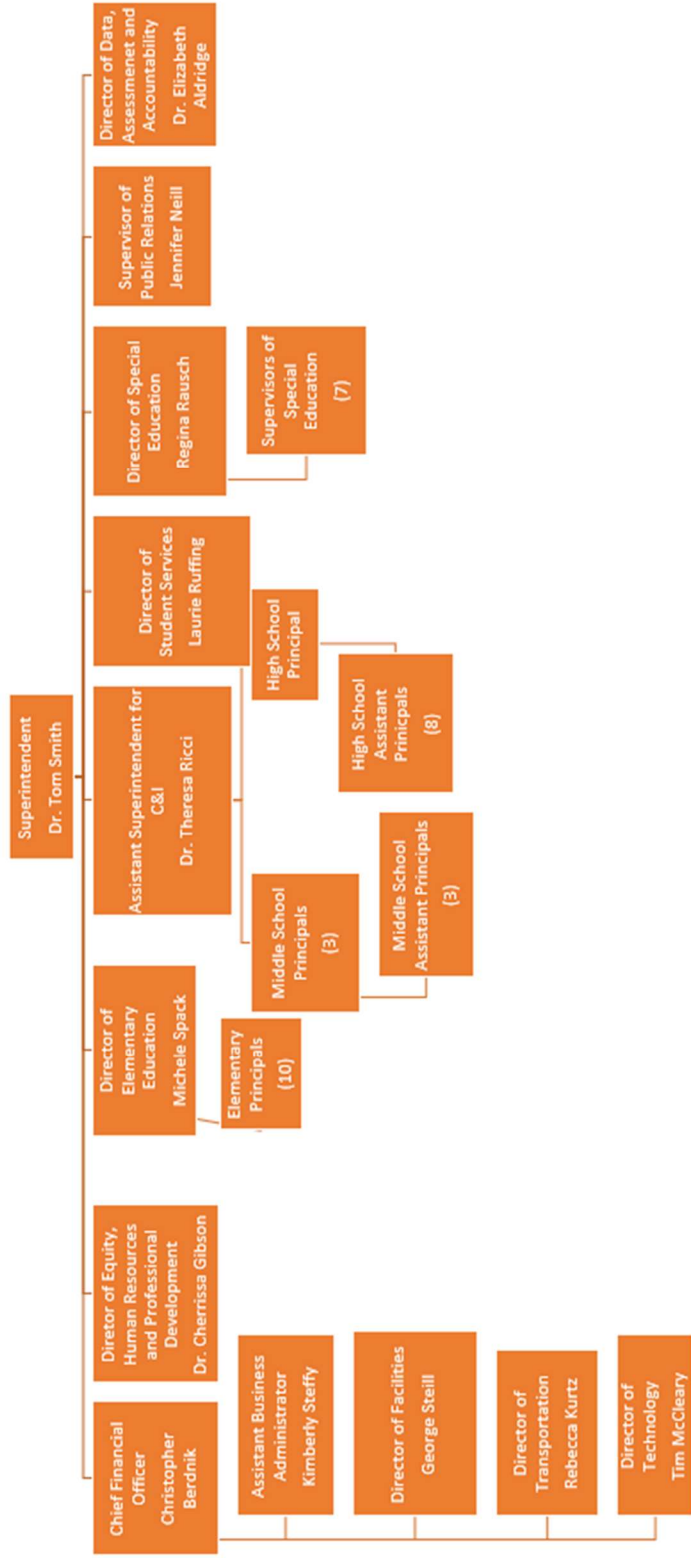 Superintendent
Dr. Tom Smith
Chief Financial
Officer
Christopher
Berdnik
Diretor of Equity,
Human Resources
and Professional
Development
Dr. Cherrissa Gibson
Director of
Elementary
Education
Michele Spack
Assistant Superintendent for
C&I
Dr. Theresa Ricci
Director of
Student Services
Laurie Ruffing
Director of Special
Education
Regina Rausch
Supervisor of
Public Relations
Jennifer Neill
Director of Data,
Assessmenet and
Accountability
Dr. Elizabeth
Aldridge
Assistant Business
Administrator
Kimberly Steffy
Director of Facilities
George Steill
Director of
Transportation
Rebecca Kurtz
Director of
Technology
Tim McCleary
Elementary
Principals
(10)
Middle School
Principals
(3)
Middle School
Assistant Principals
(3)
High School
Principal
High School
Assistant
Prinicpals
(8)
Supervisors of
Special
Education
(7)